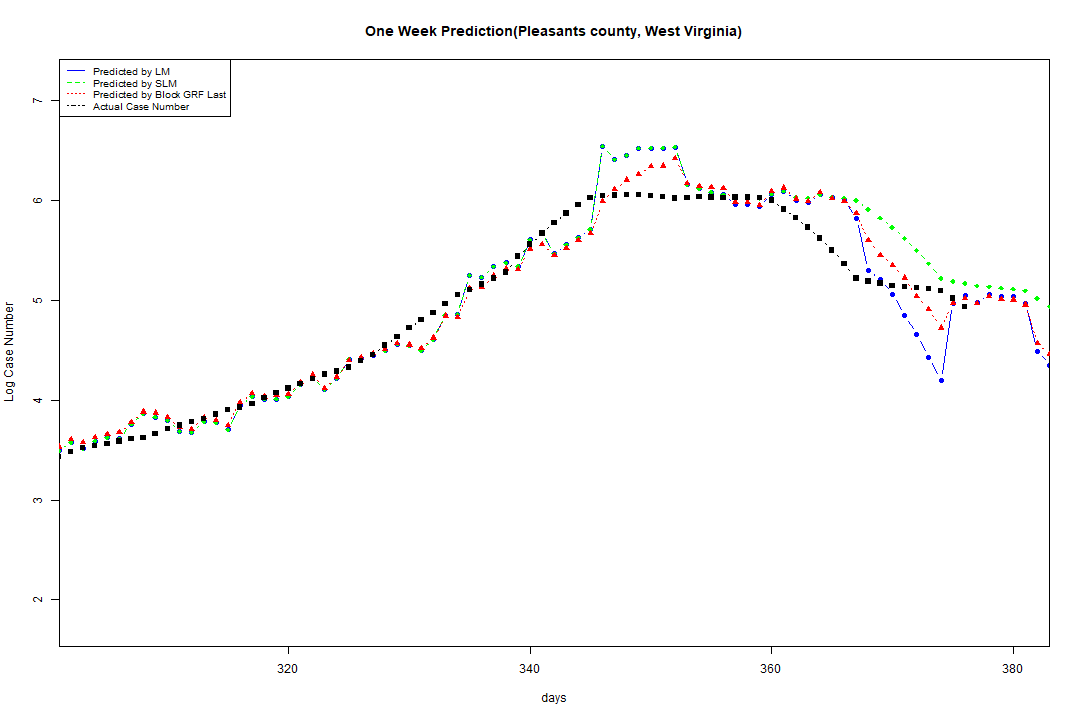 One Week Prediction(Pleasants county, West Virginia)
Predicted by LM
Predicted by SLM
Predicted by Block GRF Last
Actual Case Number
7
6
5
4
3
2
Log Case Number
320 340 360 380
days